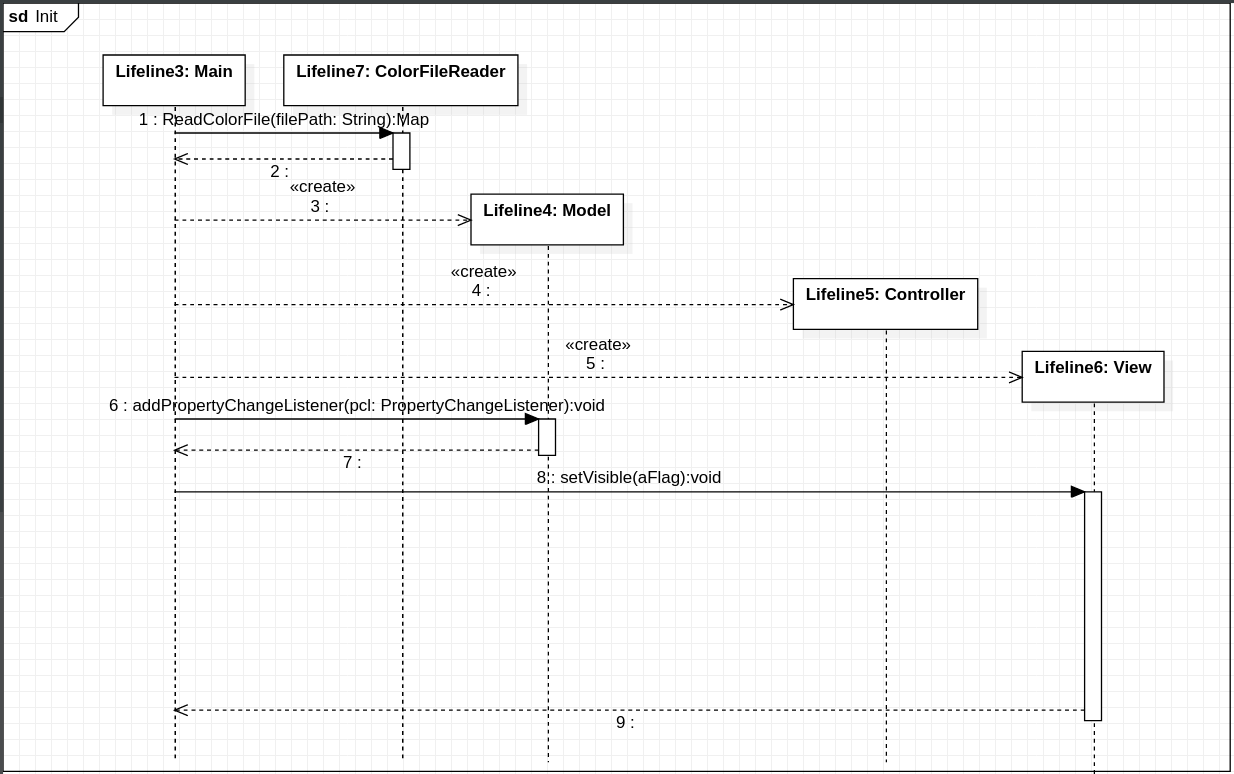 sd Init
Lifeline3: Main
Lifeline7: ColorFileReader
1 : ReadColorFile(filePath: String):Map
2 :
«create»
3 :
Lifeline4: Model
«create»
4 :
Lifeline5: Controller
«create»
5 :
Lifeline6: View
6 : addPropertyChangeListener(pcl: PropertyChangeListener):void
7 :
8 : setVisible(aFlag):void
9 :